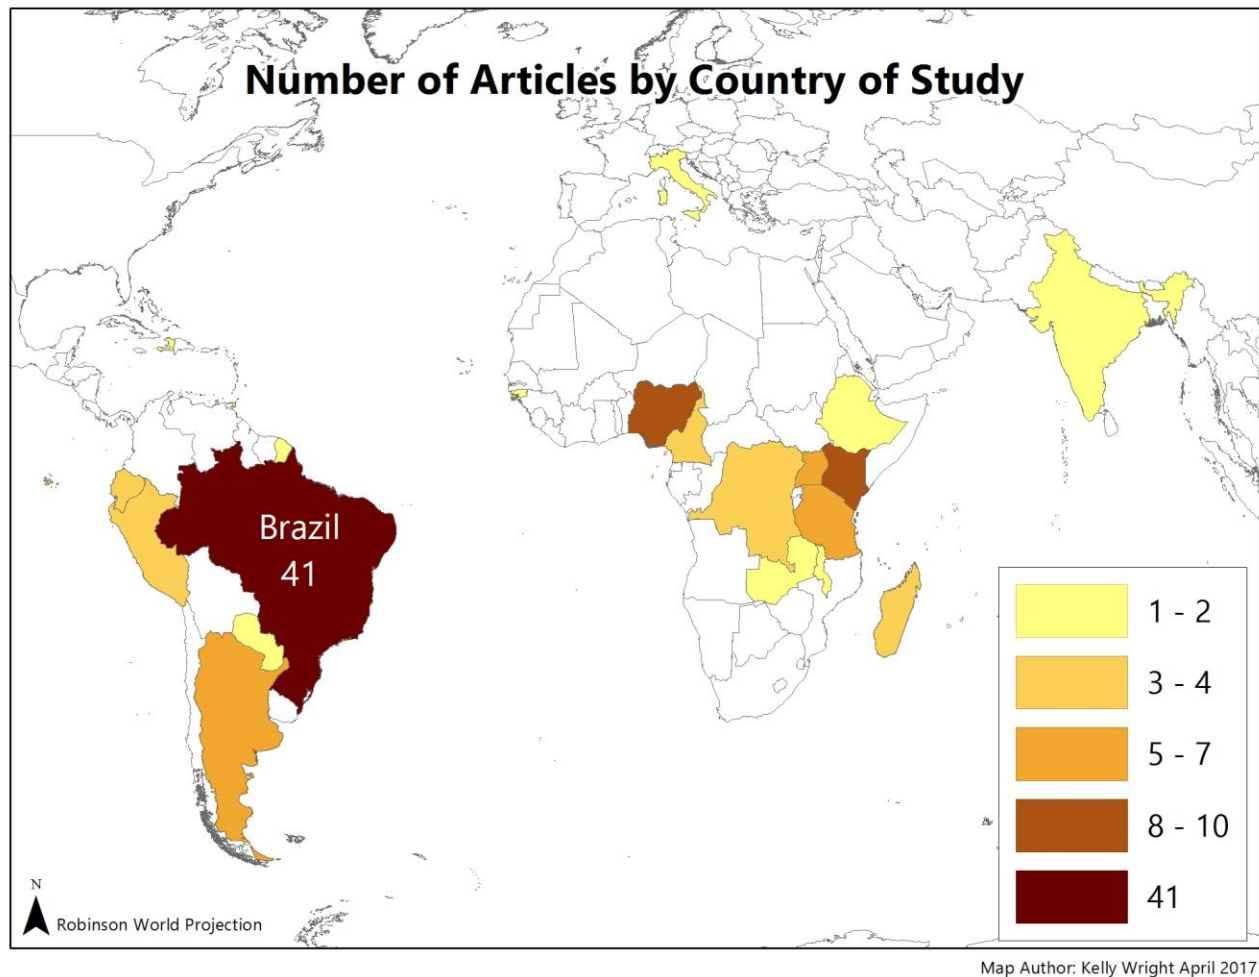 Number of Articles by Country of Study
Brazil
41
1 - 2
3 - 4
5 - 7
8 - 10
41
N
Robinson World Projection
Map Author: Kelly Wright April 2017